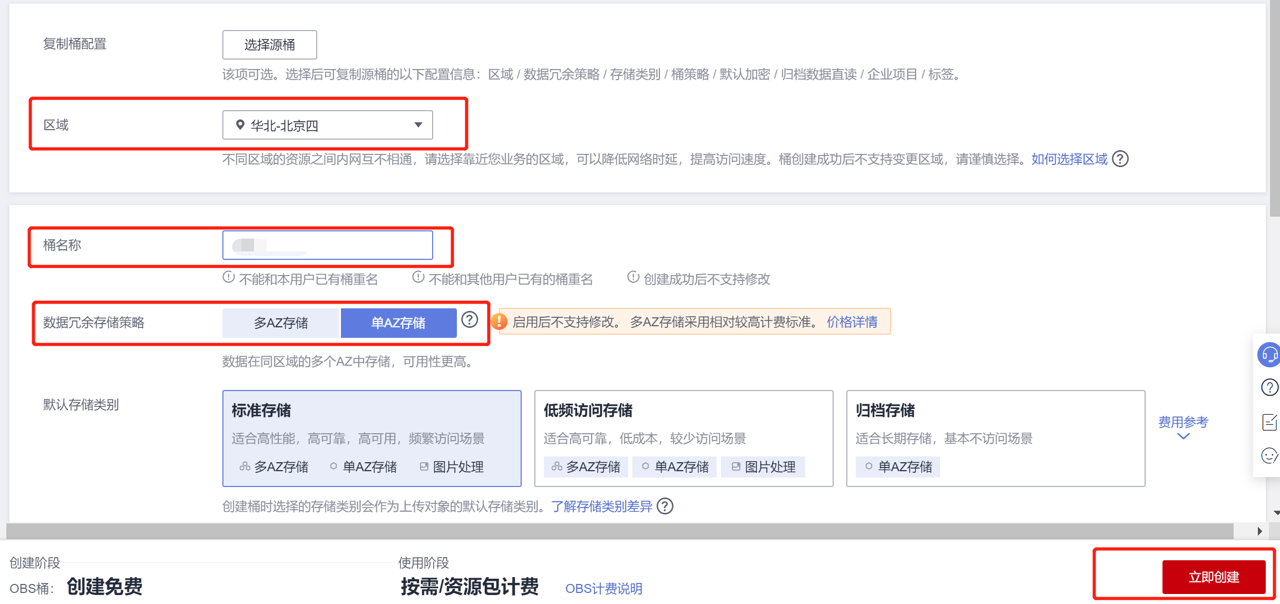 复制桶配置
选择源桶
该项可选。选择后可复制源桶的以下配置信息：区域 / 数据冗余策略 / 存储类别 / 桶策略 / 默认加密 / 归档数据直读 / 企业项目 / 标签。
区域
华北-北京四
不同区域的资源之间内网互不相通，请选择靠近您业务的区域，可以降低网络时延，提高访问速度。桶创建成功后不支持变更区域，请谨慎选择。如何选择区域
桶名称
不能和本用户已有桶重名 不能和其他用户已有的桶重名 创建成功后不支持修改
数据冗余存储策略
多AZ存储 单AZ存储
启用后不支持修改。 多AZ存储采用相对较高计费标准。 价格详情
数据在同区域的多个AZ中存储，可用性更高。
默认存储类别
标准存储
适合高性能，高可靠，高可用，频繁访问场景
多AZ存储 单AZ存储 图片处理
低频访问存储
适合高可靠，低成本，较少访问场景
多AZ存储 单AZ存储 图片处理
归档存储
适合长期存储，基本不访问场景
单AZ存储
费用参考
创建桶时选择的存储类别会作为上传对象的默认存储类别。了解存储类别差异
创建阶段
OBS桶： 创建免费
使用阶段
按需/资源包计费 OBS计费说明
立即创建